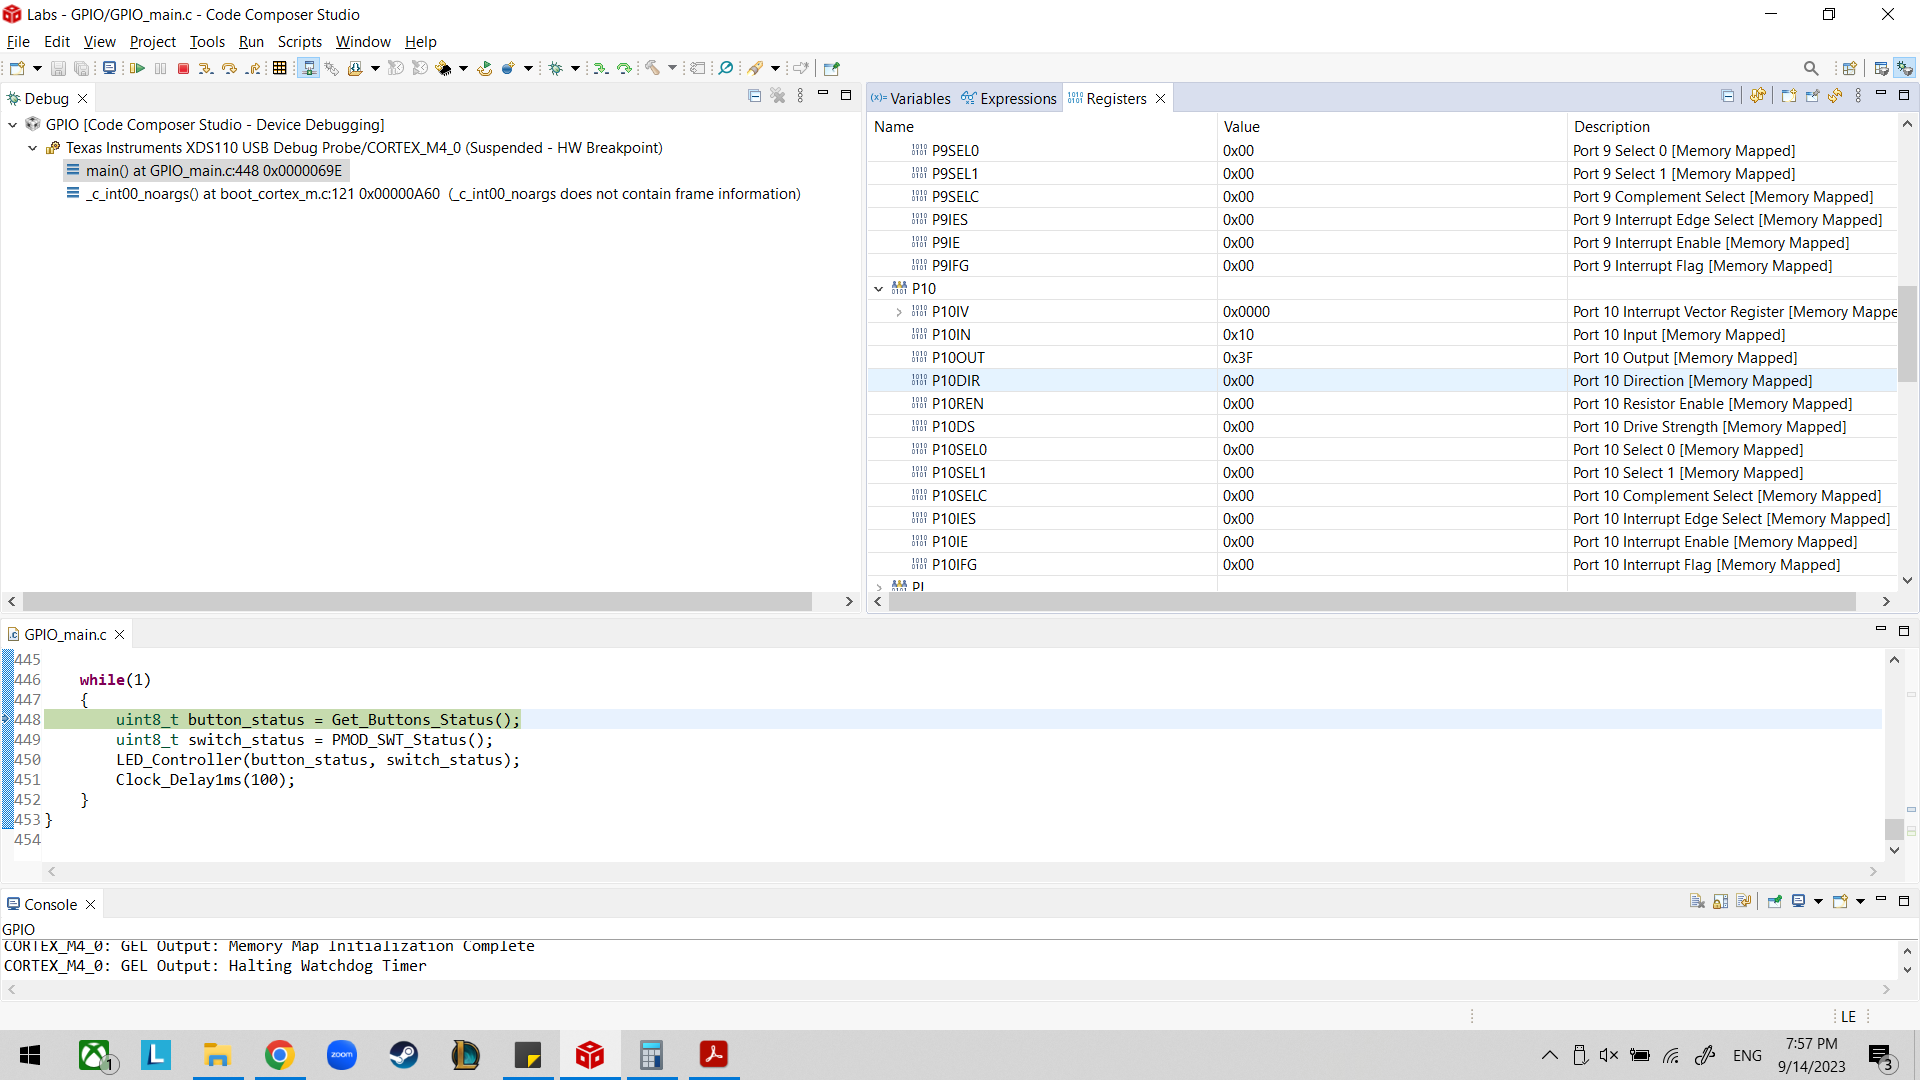 Labs - GPIO/GPIO_main.c - Code Composer Studio
File Edit View Project Tools Run Scripts Window Help
Debug
GPIO [Code Composer Studio - Device Debugging]
Texas Instruments XDS110 USB Debug Probe/CORTEX_M4_0 (Suspended - HW Breakpoint)
main() at GPIO_main.c:448 0x0000069E
_c_int00_noargs() at boot_cortex_m.c:121 0x00000A60 (_c_int00_noargs does not contain frame information)
(x)= Variables Expressions Registers
Name Value Description
P9SEL0 0x00 Port 9 Select 0 [Memory Mapped]
P9SEL1 0x00 Port 9 Select 1 [Memory Mapped]
P9SELC 0x00 Port 9 Complement Select [Memory Mapped]
P9IES 0x00 Port 9 Interrupt Edge Select [Memory Mapped]
P9IE 0x00 Port 9 Interrupt Enable [Memory Mapped]
P9IFG 0x00 Port 9 Interrupt Flag [Memory Mapped]
P10
P10IV 0x0000 Port 10 Interrupt Vector Register [Memory Mappe
P10IN 0x10 Port 10 Input [Memory Mapped]
P10OUT 0x3F Port 10 Output [Memory Mapped]
P10DIR 0x00 Port 10 Direction [Memory Mapped]
P10REN 0x00 Port 10 Resistor Enable [Memory Mapped]
P10DS 0x00 Port 10 Drive Strength [Memory Mapped]
P10SEL0 0x00 Port 10 Select 0 [Memory Mapped]
P10SEL1 0x00 Port 10 Select 1 [Memory Mapped]
P10SELC 0x00 Port 10 Complement Select [Memory Mapped]
P10IES 0x00 Port 10 Interrupt Edge Select [Memory Mapped]
P10IE 0x00 Port 10 Interrupt Enable [Memory Mapped]
P10IFG 0x00 Port 10 Interrupt Flag [Memory Mapped]
GPIO_main.c
445
446 while(1)
447 {
448 uint8_t button_status = Get_Buttons_Status();
449 uint8_t switch_status = PMOD_SWT_Status();
450 LED_Controller(button_status, switch_status);
451 Clock_Delay1ms(100);
452 }
453 }
454
Console
GPIO
CORTEX_M4_0: GEL Output: Memory Map Initialization Complete
CORTEX_M4_0: GEL Output: Halting Watchdog Timer
LE
1
L
zoom
ENG
7:57 PM
9/14/2023
3